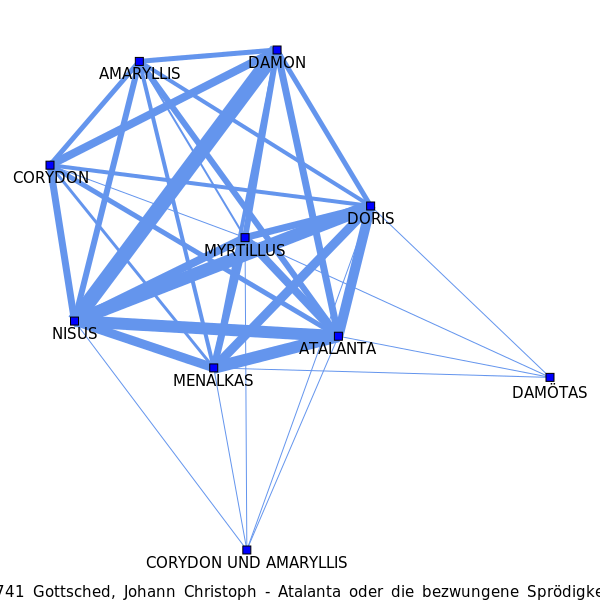 DAMON
AMARYLLIS
CORYDON
DORIS
MYRTILLUS
NISUS
ATALANTA
MENALKAS
DAMÖTAS
CORYDON UND AMARYLLIS
741 Gottsched, Johann Christoph - Atalanta oder die bezwungene Sprödigke